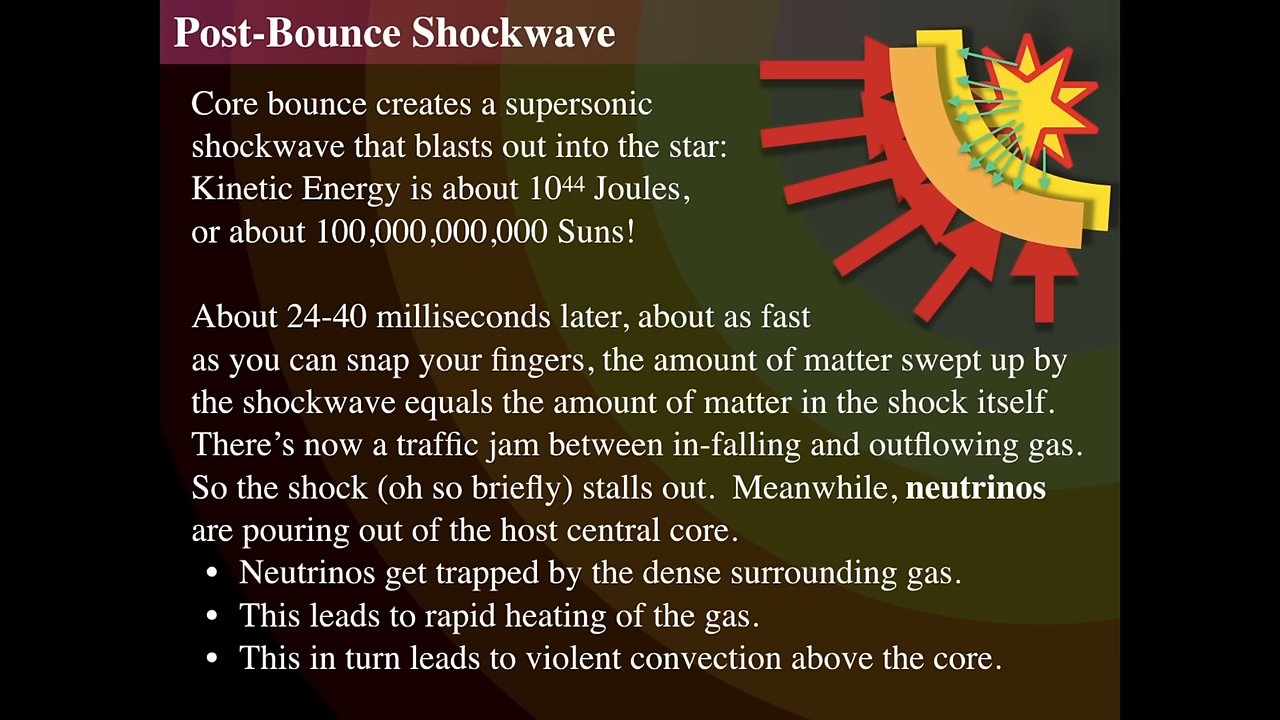 Post-Bounce Shockwave
Core bounce creates a supersonic
shockwave that blasts out into the star:
Kinetic Energy is about 10⁴⁴ Joules,
or about 100,000,000,000 Suns!
About 24-40 milliseconds later, about as fast
as you can snap your fingers, the amount of matter swept up by
the shockwave equals the amount of matter in the shock itself.
There’s now a traffic jam between in-falling and outflowing gas.
So the shock (oh so briefly) stalls out.  Meanwhile, neutrinos
are pouring out of the host central core.
• Neutrinos get trapped by the dense surrounding gas.
• This leads to rapid heating of the gas.
• This in turn leads to violent convection above the core.